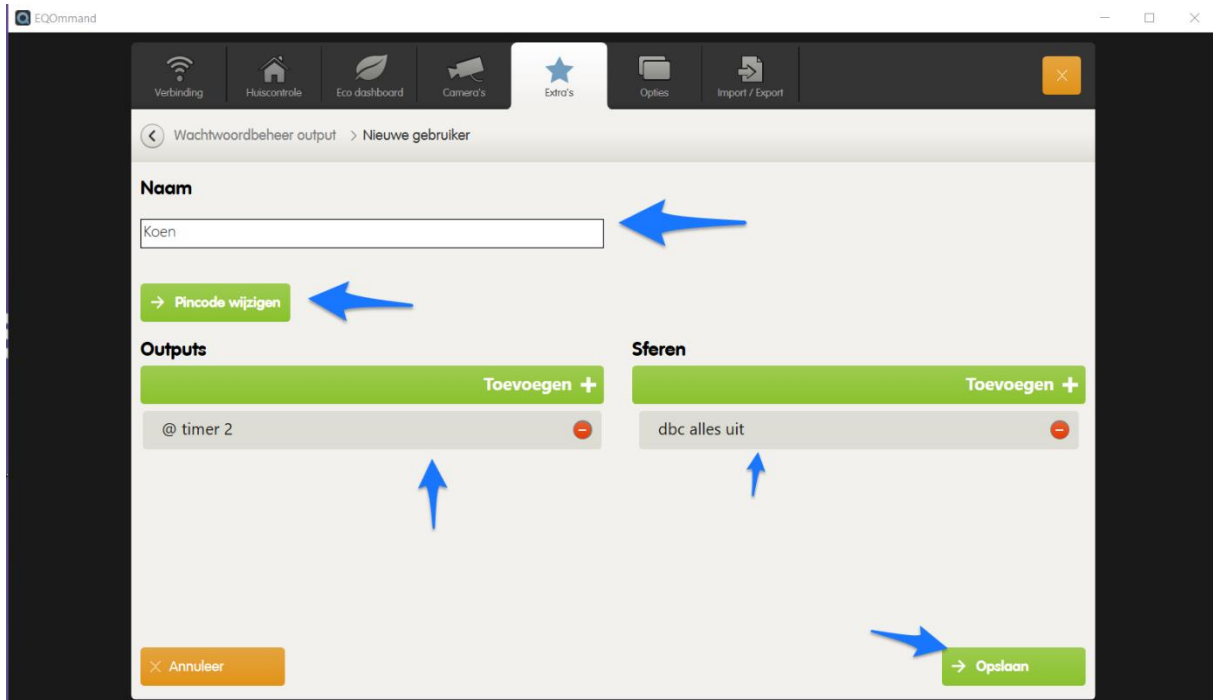 EQOmmand
Verbinding
Huiscontrole
Eco dashboard
Camera's
Extra's
Opties
Import / Export
Wachtwoordbeheer output > Nieuwe gebruiker
Naam
Koen
Pincode wijzigen
Outputs
Sferen
Toevoegen +
Toevoegen +
@ timer 2
dbc alles uit
Annuleer
Opslaan